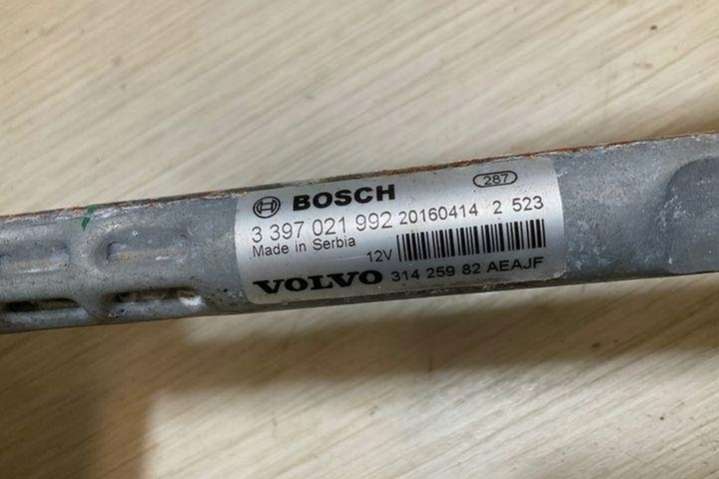 BOSCH 287
3 397 021 992 20160414 2 523
Made in Serbia
12V
VOLVO 314 259 82 AEAJF